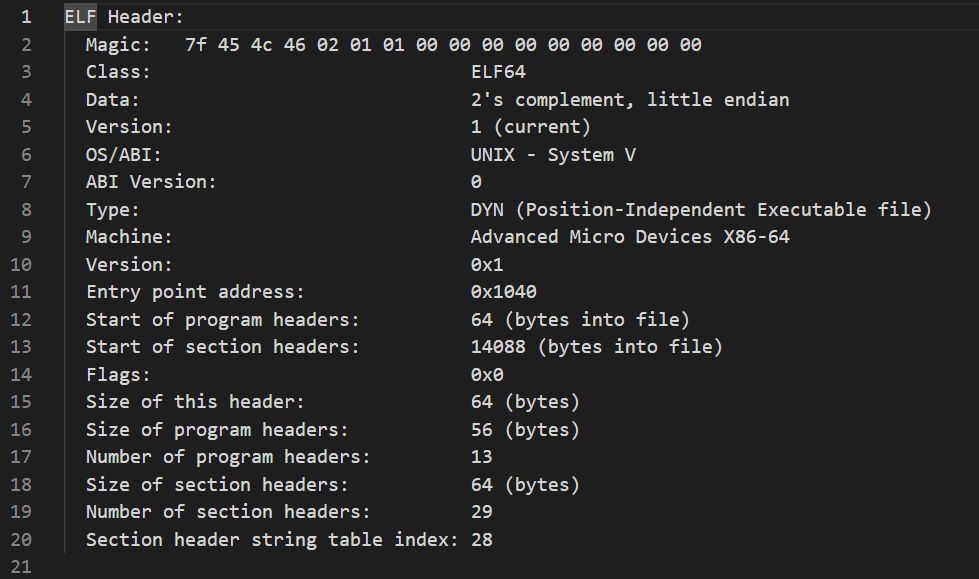 1 ELF Header:
2 Magic: 7f 45 4c 46 02 01 01 00 00 00 00 00 00 00 00 00
3 Class: ELF64
4 Data: 2's complement, little endian
5 Version: 1 (current)
6 OS/ABI: UNIX - System V
7 ABI Version: 0
8 Type: DYN (Position-Independent Executable file)
9 Machine: Advanced Micro Devices X86-64
10 Version: 0x1
11 Entry point address: 0x1040
12 Start of program headers: 64 (bytes into file)
13 Start of section headers: 14088 (bytes into file)
14 Flags: 0x0
15 Size of this header: 64 (bytes)
16 Size of program headers: 56 (bytes)
17 Number of program headers: 13
18 Size of section headers: 64 (bytes)
19 Number of section headers: 29
20 Section header string table index: 28
21